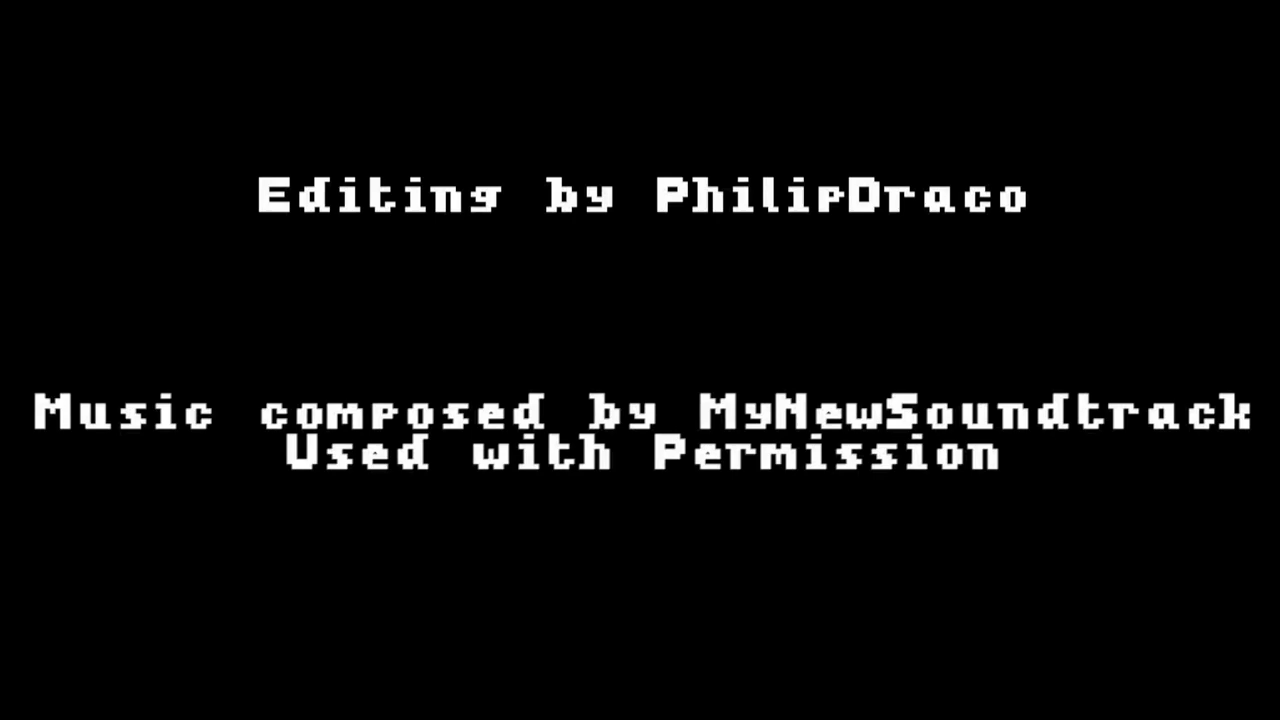 Editing by PhilipDraco
Music composed by MyNewSoundtrack
Used with Permission